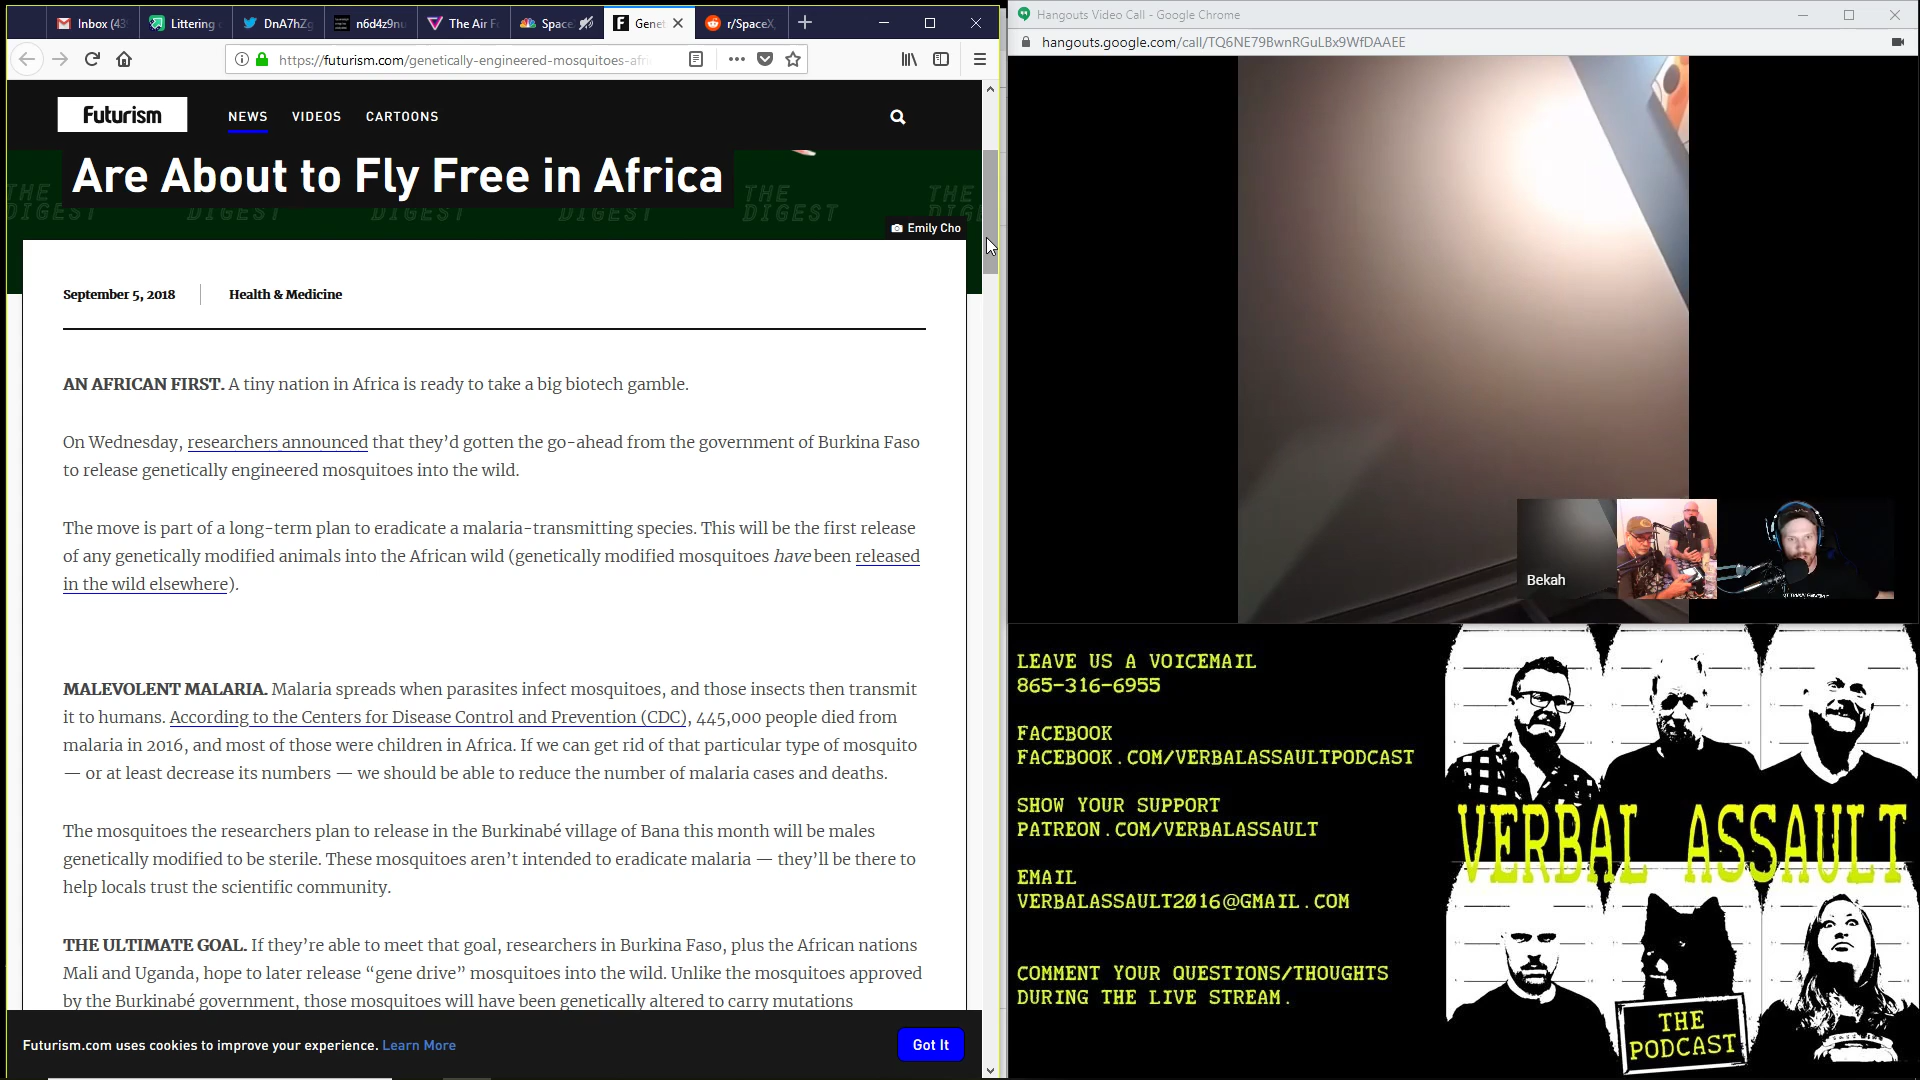 Inbox (43
Littering
DnA7hZg
n6d4z9nu
The Air F
Space
Genet
r/SpaceX
https://futurism.com/genetically-engineered-mosquitoes-afri
Futurism
NEWS
VIDEOS
CARTOONS
Are About to Fly Free in Africa
THE DIGEST
Emily Cho
September 5, 2018
Health & Medicine
AN AFRICAN FIRST. A tiny nation in Africa is ready to take a big biotech gamble.
On Wednesday, researchers announced that they’d gotten the go-ahead from the government of Burkina Faso
to release genetically engineered mosquitoes into the wild.
The move is part of a long-term plan to eradicate a malaria-transmitting species. This will be the first release
of any genetically modified animals into the African wild (genetically modified mosquitoes have been released
in the wild elsewhere).
MALEVOLENT MALARIA. Malaria spreads when parasites infect mosquitoes, and those insects then transmit
it to humans. According to the Centers for Disease Control and Prevention (CDC), 445,000 people died from
malaria in 2016, and most of those were children in Africa. If we can get rid of that particular type of mosquito
— or at least decrease its numbers — we should be able to reduce the number of malaria cases and deaths.
The mosquitoes the researchers plan to release in the Burkinabé village of Bana this month will be males
genetically modified to be sterile. These mosquitoes aren’t intended to eradicate malaria — they’ll be there to
help locals trust the scientific community.
THE ULTIMATE GOAL. If they’re able to meet that goal, researchers in Burkina Faso, plus the African nations
Mali and Uganda, hope to later release “gene drive” mosquitoes into the wild. Unlike the mosquitoes approved
by the Burkinabé government, those mosquitoes will have been genetically altered to carry mutations
Futurism.com uses cookies to improve your experience. Learn More
Got It
Hangouts Video Call - Google Chrome
hangouts.google.com/call/TQ6NE79BwnRGuLBx9WfDAAEE
Bekah
LEAVE US A VOICEMAIL
865-316-6955
FACEBOOK
FACEBOOK.COM/VERBALASSAULTPODCAST
SHOW YOUR SUPPORT
PATREON.COM/VERBALASSAULT
EMAIL
VERBALASSAULT2016@GMAIL.COM
COMMENT YOUR QUESTIONS/THOUGHTS
DURING THE LIVE STREAM.
VERBAL ASSAULT
THE
PODCAST